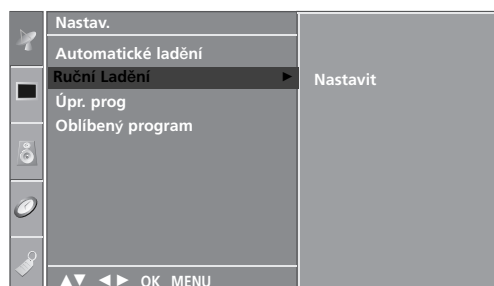 Nastav.
Automatické ladění
Ruční Ladění ►
Nastavit
Úpr. prog
Oblíbený program
▲▼ ◄► OK MENU